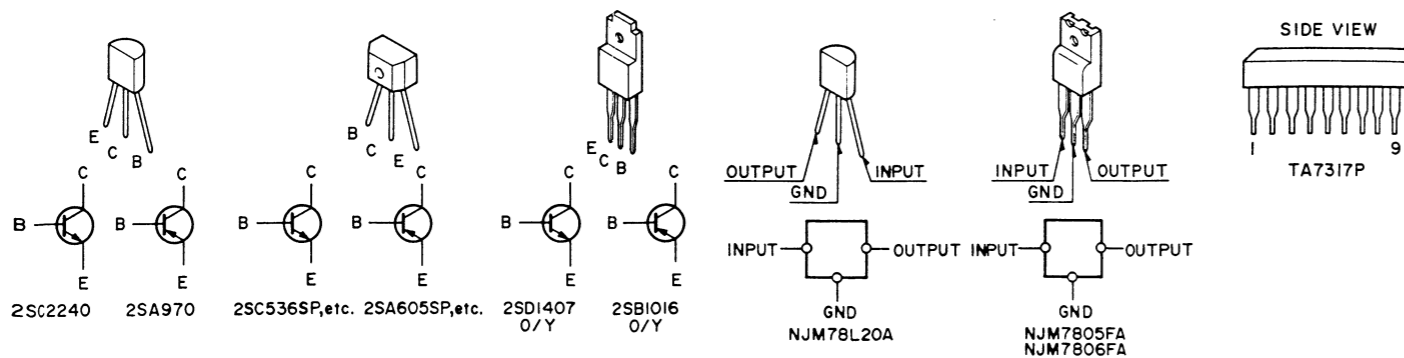 E
C
B
C
B
E
2SC2240
C
B
E
2SA970
B
C
E
C
B
E
2SC536SP,etc.
C
B
E
2SA605SP,etc.
E
C
B
C
B
E
2SD1407
O/Y
C
B
E
2SB1016
O/Y
OUTPUT
INPUT
GND
INPUT
OUTPUT
GND
NJM78L20A
INPUT
OUTPUT
GND
INPUT
OUTPUT
GND
NJM7805FA
NJM7806FA
SIDE VIEW
1 9
TA7317P